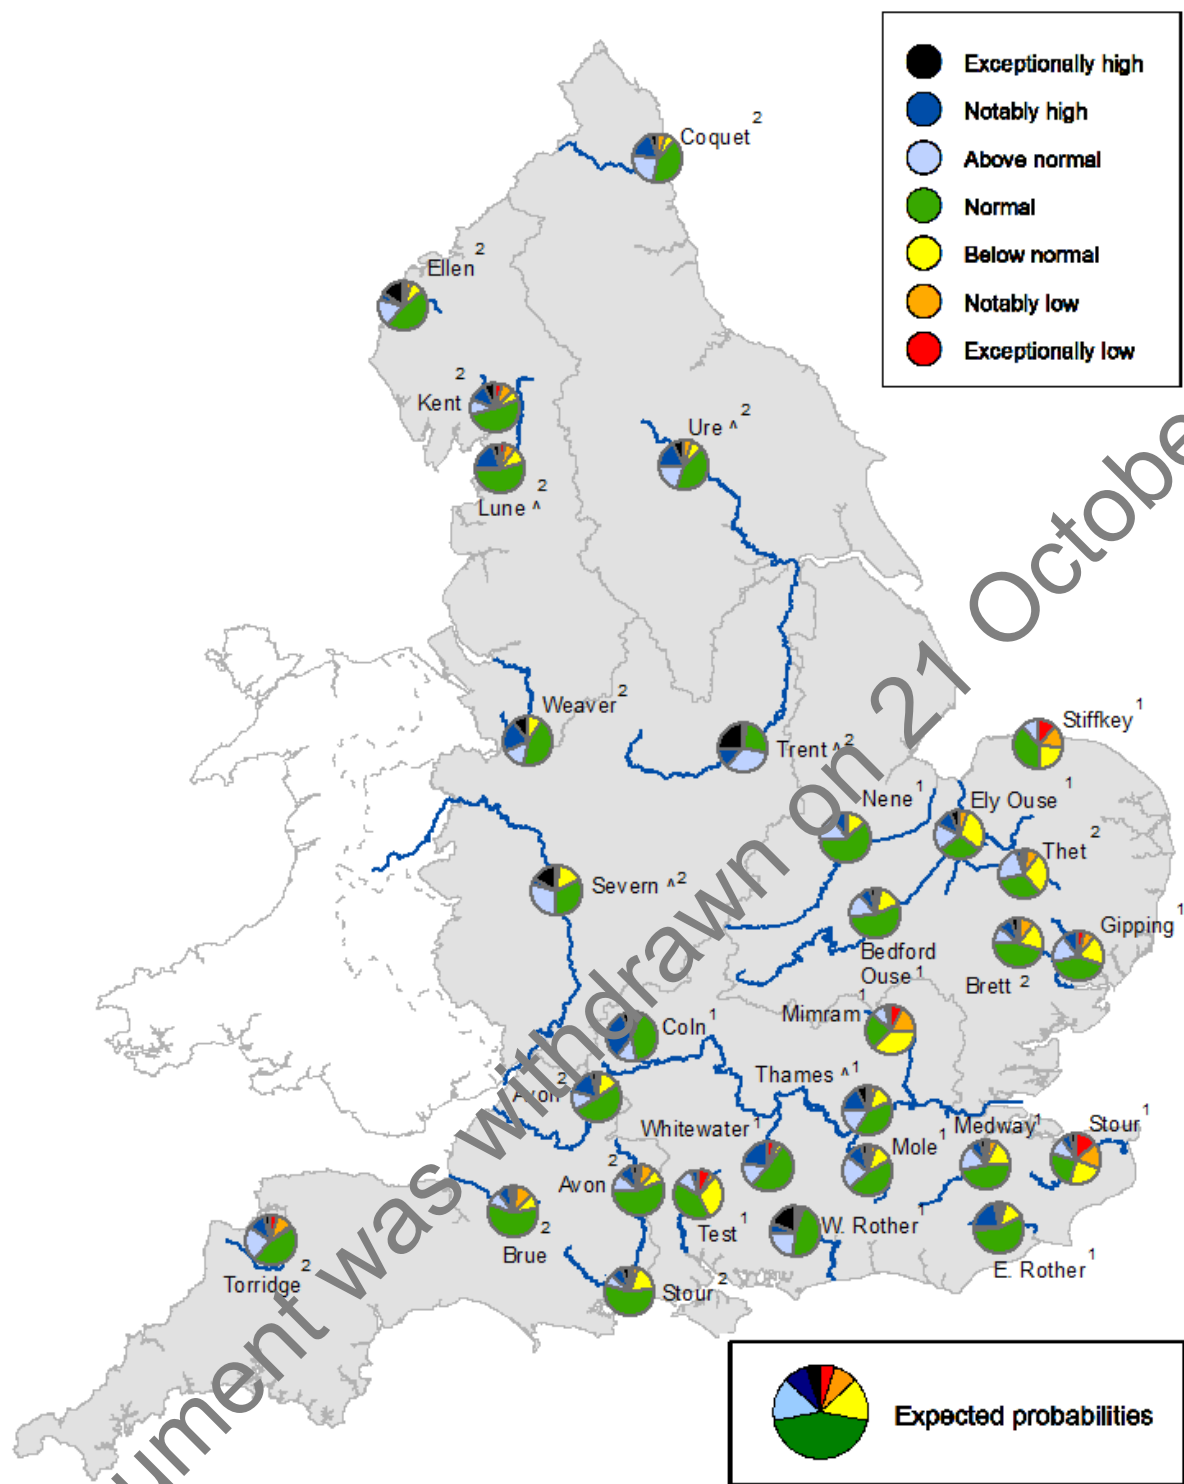 Exceptionally high
Notably high
Above normal
Normal
Below normal
Notably low
Exceptionally low
Coquet 2
Ellen 2
Kent 2
Ure ^ 2
Lune ^ 2
Weaver 2
Trent ^ 2
Stiffkey 1
Nene 1
Ely Ouse 1
Thet 2
Severn ^ 2
Bedford
Ouse 1
Gipping 1
Brett 2
Mimram 1
Coln 1
Thames ^ 1
Avon 2
Whitewater 1
Mole 1
Medway 1
Stour 1
Avon 2
Test 1
W. Rother 1
E. Rother 1
Brue 2
Torridge 2
Stour 2
Expected probabilities
ument was withdrawn on 21 Octobe